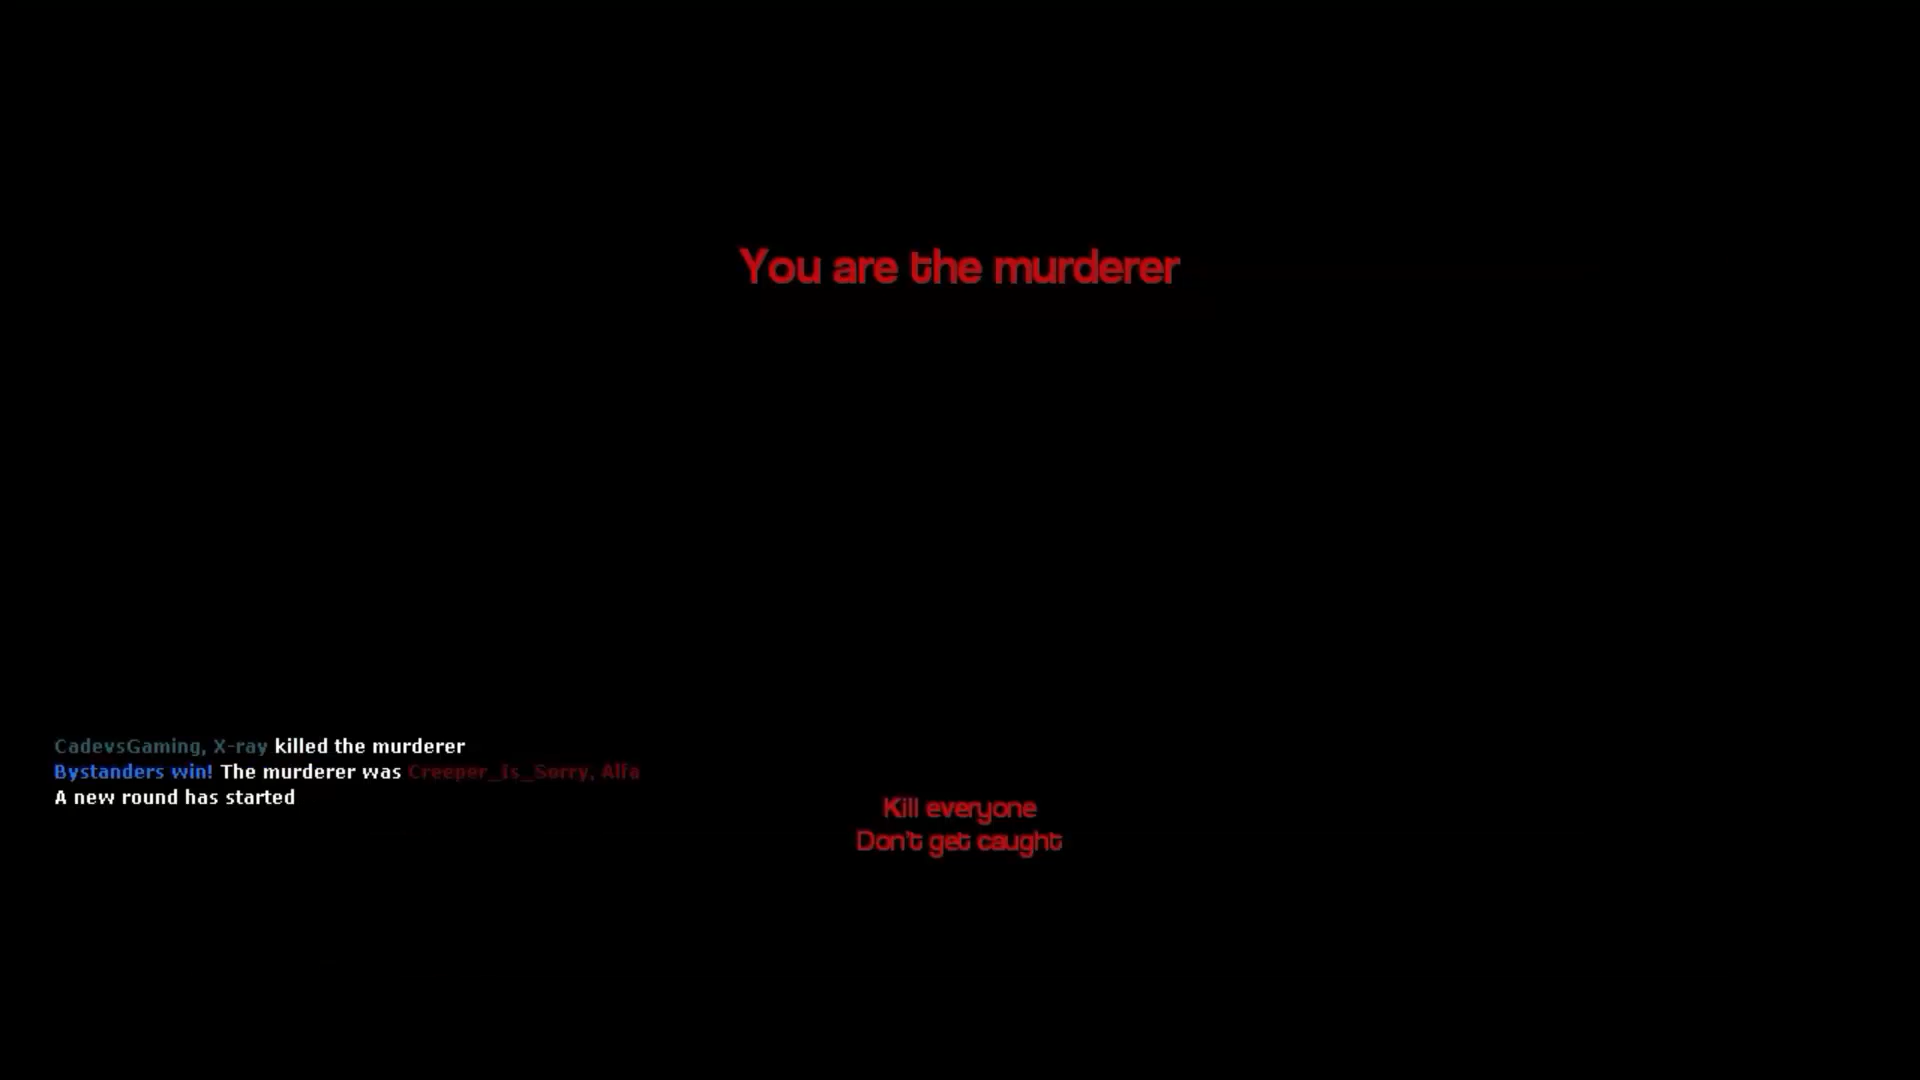 You are the murderer
CadevsGaming, X-ray killed the murderer
Bystanders win! The murderer was Creeper_Is_Sorry, Alfa
A new round has started
Kill everyone
Don't get caught